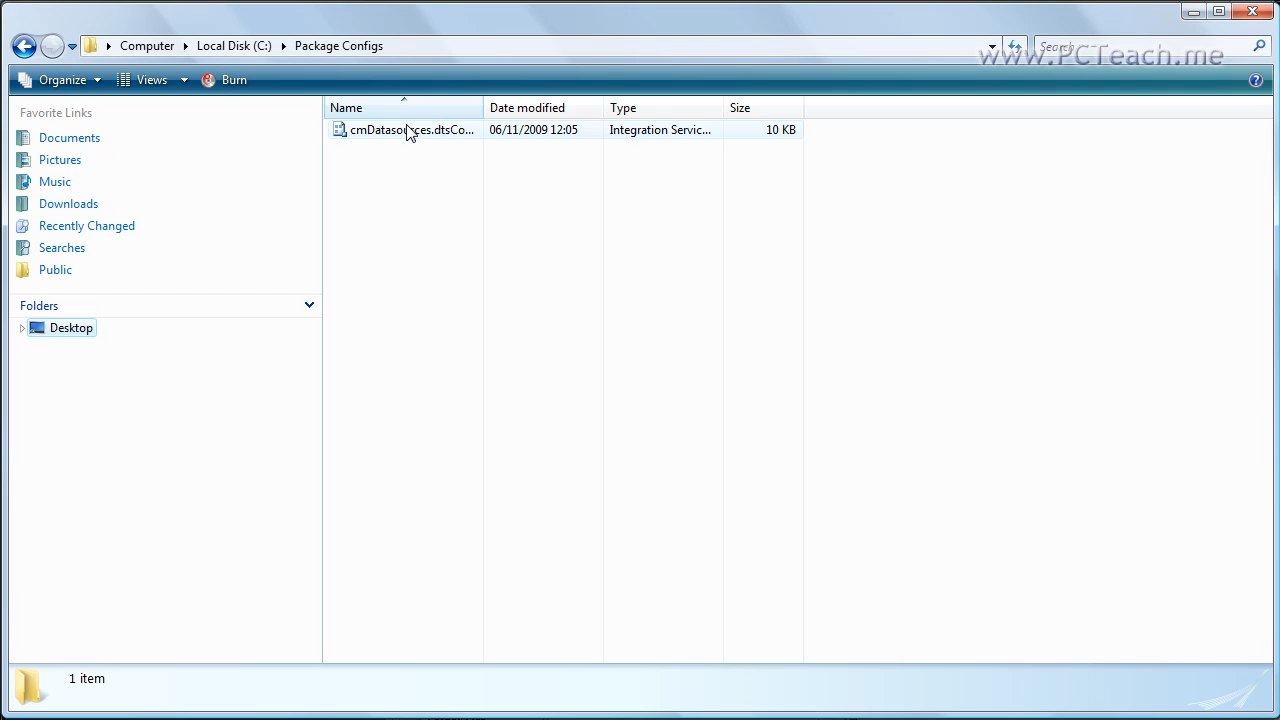 Computer Local Disk (C:) Package Configs
Search
www.PCTeach.me
Organize Views Burn
Favorite Links
Documents
Pictures
Music
Downloads
Recently Changed
Searches
Public
Folders
Desktop
Name Date modified Type Size
cmDatasources.dtsCo... 06/11/2009 12:05 Integration Servic... 10 KB
1 item